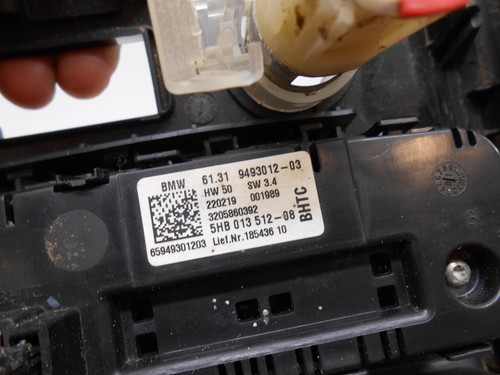 BMW 61.31 9493012-03
HW 50 SW 3.4
220219 001989
3205860392
5HB 013 512-08
65949301203 Lief.Nr.185436 10
BHTC